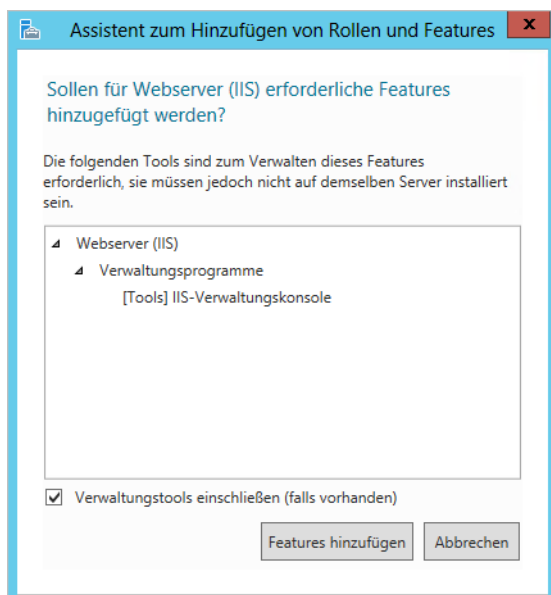 Assistent zum Hinzufügen von Rollen und Features
x
Sollen für Webserver (IIS) erforderliche Features
hinzugefügt werden?
Die folgenden Tools sind zum Verwalten dieses Features
erforderlich, sie müssen jedoch nicht auf demselben Server installiert
sein.
Webserver (IIS)
Verwaltungsprogramme
[Tools] IIS-Verwaltungskonsole
Verwaltungstools einschließen (falls vorhanden)
Features hinzufügen
Abbrechen